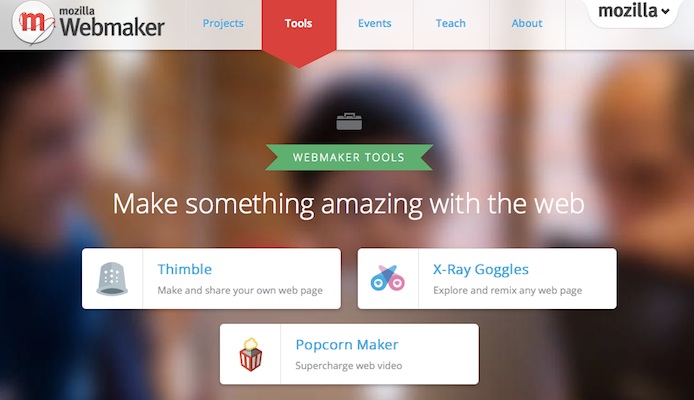 mozilla
Webmaker
Projects
Tools
Events
Teach
About
mozilla
WEBMAKER TOOLS
Make something amazing with the web
Thimble
Make and share your own web page
X-Ray Goggles
Explore and remix any web page
Popcorn Maker
Supercharge web video